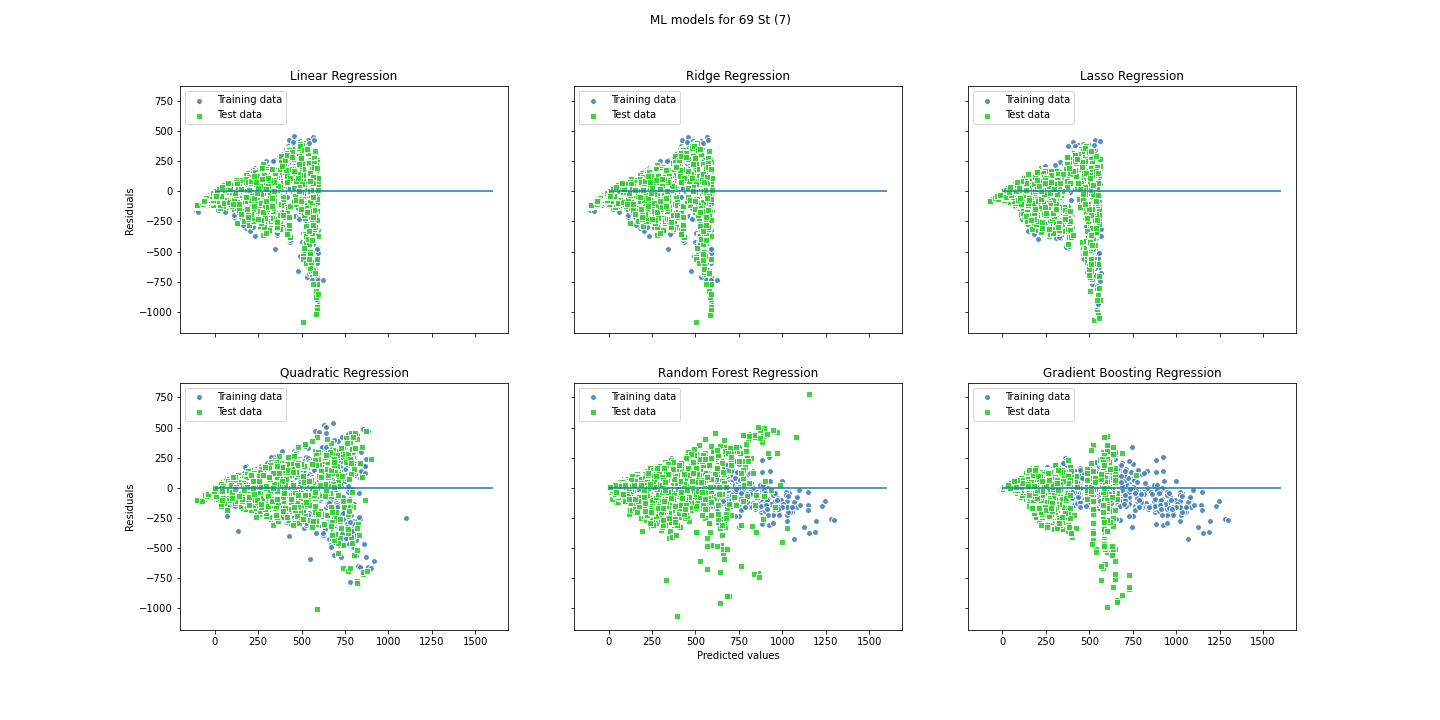 ML models for 69 St (7)
Linear Regression
Ridge Regression
Lasso Regression
Training data
Test data
Training data
Test data
Training data
Test data
750
500
250
0
−250
−500
−750
−1000
Residuals
Quadratic Regression
Random Forest Regression
Gradient Boosting Regression
Training data
Test data
Training data
Test data
Training data
Test data
750
500
250
0
−250
−500
−750
−1000
Residuals
0 250 500 750 1000 1250 1500
0 250 500 750 1000 1250 1500
0 250 500 750 1000 1250 1500
Predicted values